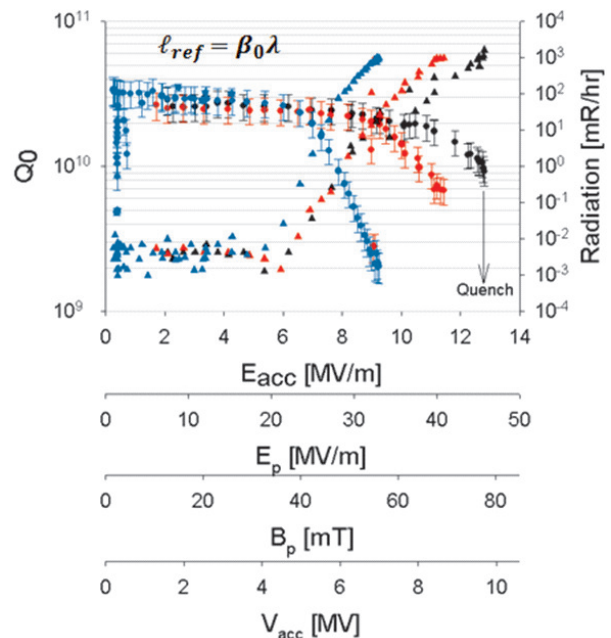 ℓref = β0λ
10¹¹
10¹⁰
10⁹
Q0
10⁴
10³
10²
10¹
10⁰
10⁻¹
10⁻²
10⁻³
10⁻⁴
Radiation [mR/hr]
Quench
0 2 4 6 8 10 12 14
Eacc [MV/m]
0 10 20 30 40 50
Ep [MV/m]
0 20 40 60 80
Bp [mT]
0 2 4 6 8 10
Vacc [MV]